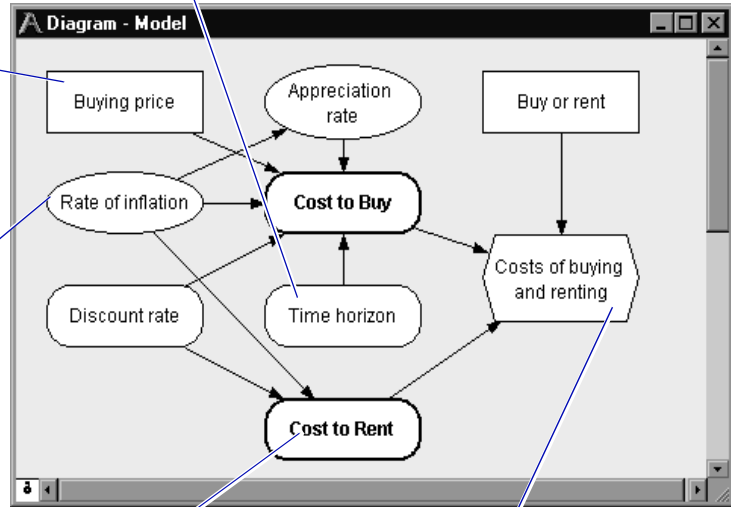 Diagram - Model
Buying price
Appreciation
rate
Buy or rent
Rate of inflation
Cost to Buy
Costs of buying
and renting
Discount rate
Time horizon
Cost to Rent